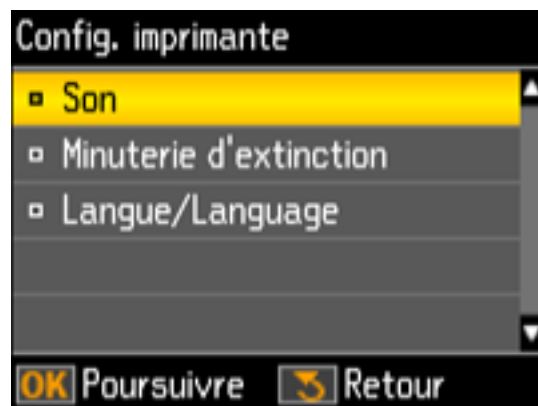 Config. imprimante
Son
Minuterie d'extinction
Langue/Language
OK Poursuivre Retour